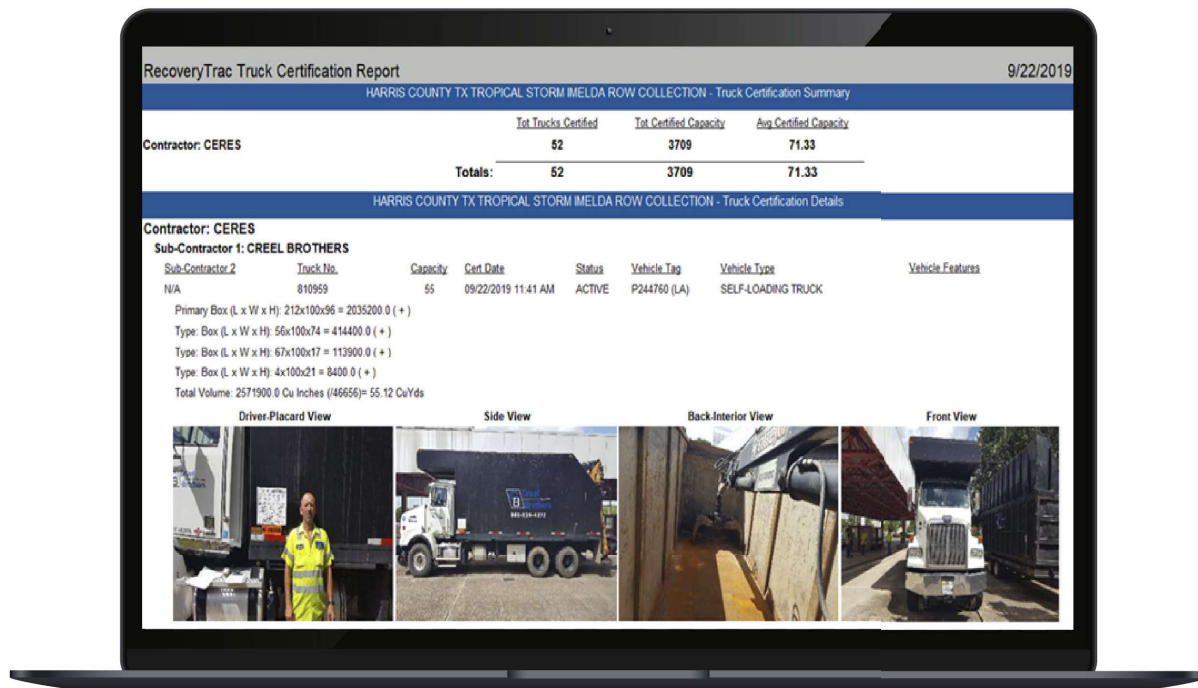 RecoveryTrac Truck Certification Report 9/22/2019
HARRIS COUNTY TX TROPICAL STORM IMELDA ROW COLLECTION - Truck Certification Summary
Tot Trucks Certified Tot Certified Capacity Avg Certified Capacity
Contractor: CERES 52 3709 71.33
Totals: 52 3709 71.33
HARRIS COUNTY TX TROPICAL STORM IMELDA ROW COLLECTION - Truck Certification Details
Contractor: CERES
Sub-Contractor 1: CREEL BROTHERS
Sub-Contractor 2 Truck No. Capacity Cert Date Status Vehicle Tag Vehicle Type Vehicle Features
N/A 810959 55 09/22/2019 11:41 AM ACTIVE P244760 (LA) SELF-LOADING TRUCK
Primary Box (L x W x H): 212x100x96 = 2035200.0 ( + )
Type: Box (L x W x H): 56x100x74 = 414400.0 ( + )
Type: Box (L x W x H): 67x100x17 = 113900.0 ( + )
Type: Box (L x W x H): 4x100x21 = 8400.0 ( + )
Total Volume: 2571900.0 Cu Inches (/46656)= 55.12 CuYds
Driver-Placard View Side View Back-Interior View Front View
Creel
Brothers